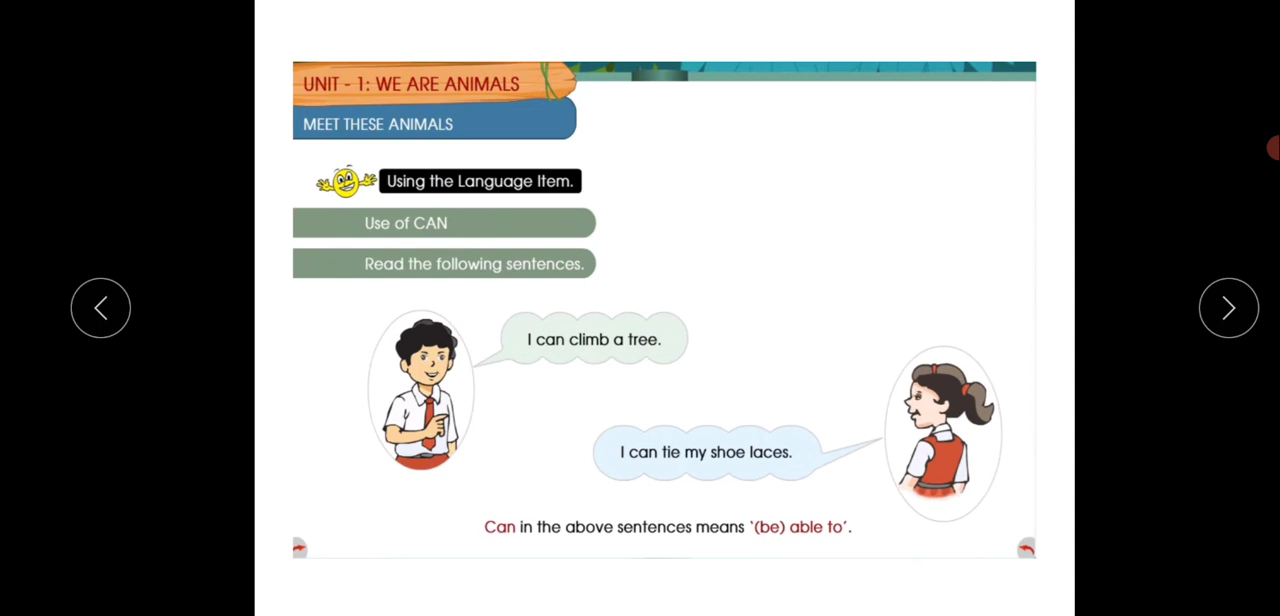 UNIT - 1: WE ARE ANIMALS
MEET THESE ANIMALS
Using the Language Item.
Use of CAN
Read the following sentences.
I can climb a tree.
I can tie my shoe laces.
Can in the above sentences means ‘(be) able to’.